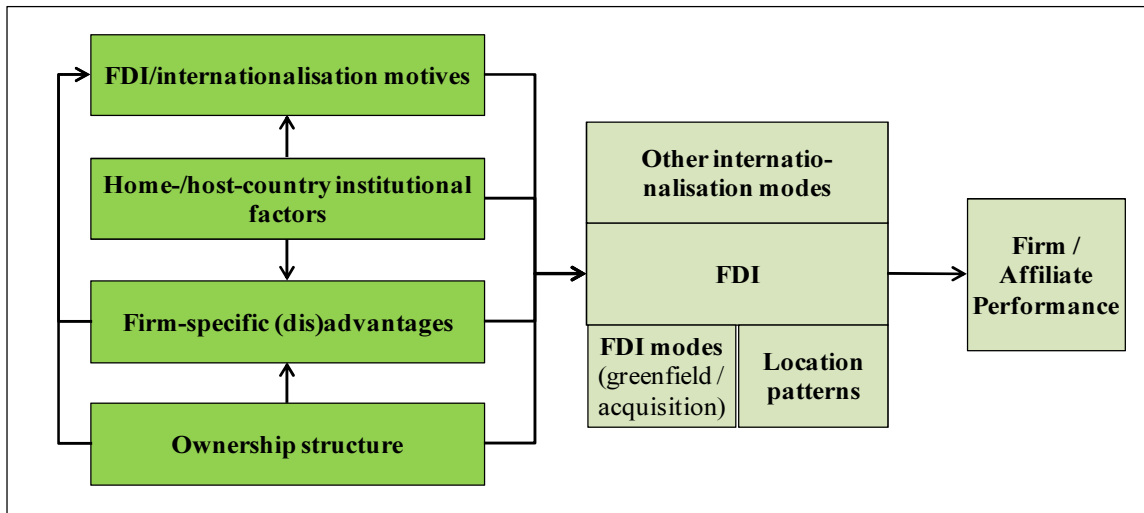 FDI/internationalisation motives
Home-/host-country institutional
factors
Firm-specific (dis)advantages
Ownership structure
Other internatio-
nalisation modes
FDI
FDI modes
(greenfield /
acquisition)
Location
patterns
Firm /
Affiliate
Performance